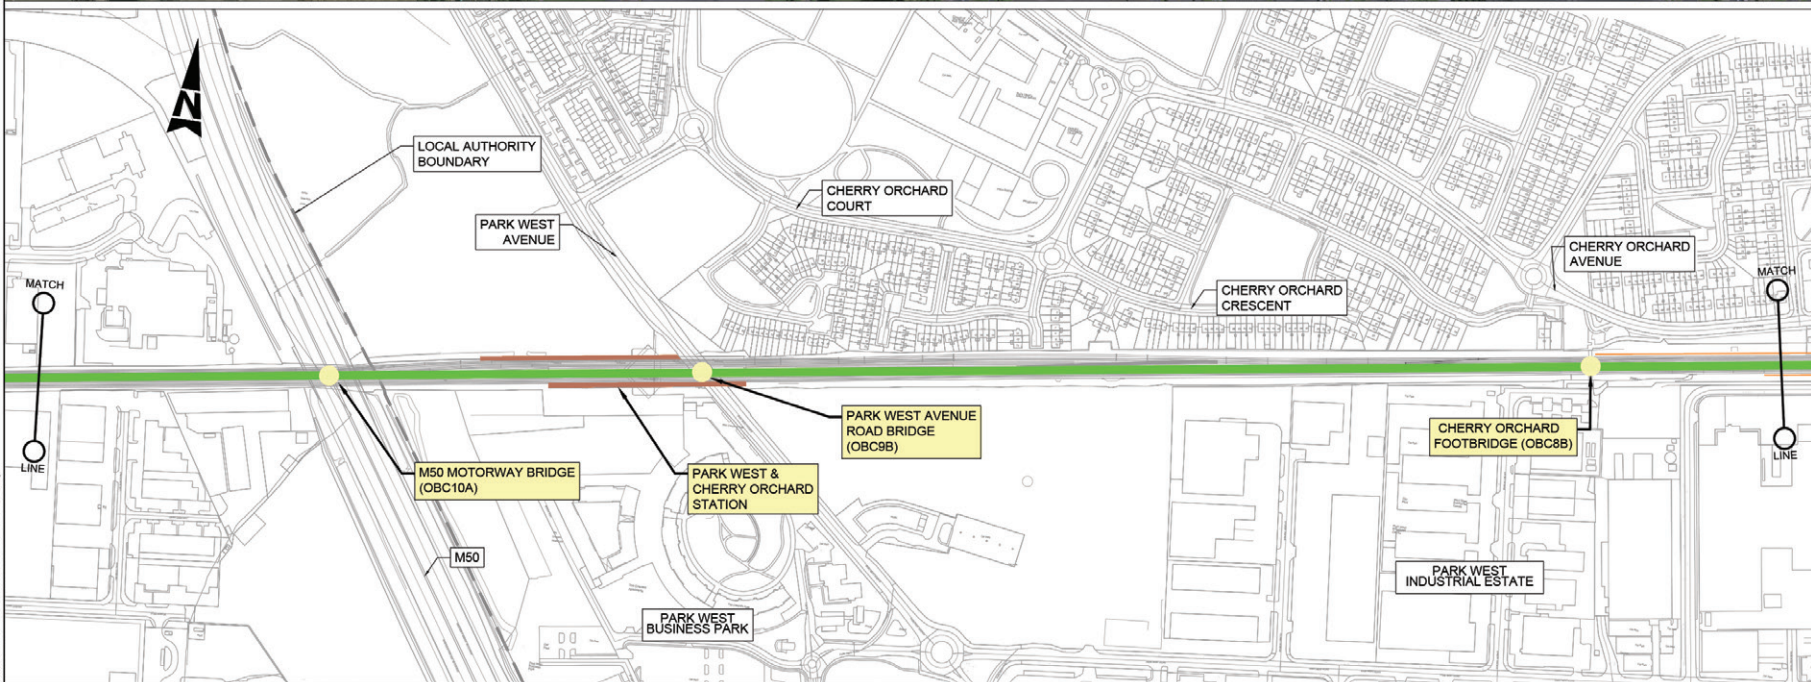 N
LOCAL AUTHORITY
BOUNDARY
CHERRY ORCHARD
COURT
PARK WEST
AVENUE
CHERRY ORCHARD
AVENUE
MATCH
LINE
CHERRY ORCHARD
CRESCENT
MATCH
LINE
PARK WEST AVENUE
ROAD BRIDGE
(OBC9B)
CHERRY ORCHARD
FOOTBRIDGE (OBC8B)
M50 MOTORWAY BRIDGE
(OBC10A)
PARK WEST &
CHERRY ORCHARD
STATION
M50
PARK WEST
INDUSTRIAL ESTATE
PARK WEST
BUSINESS PARK